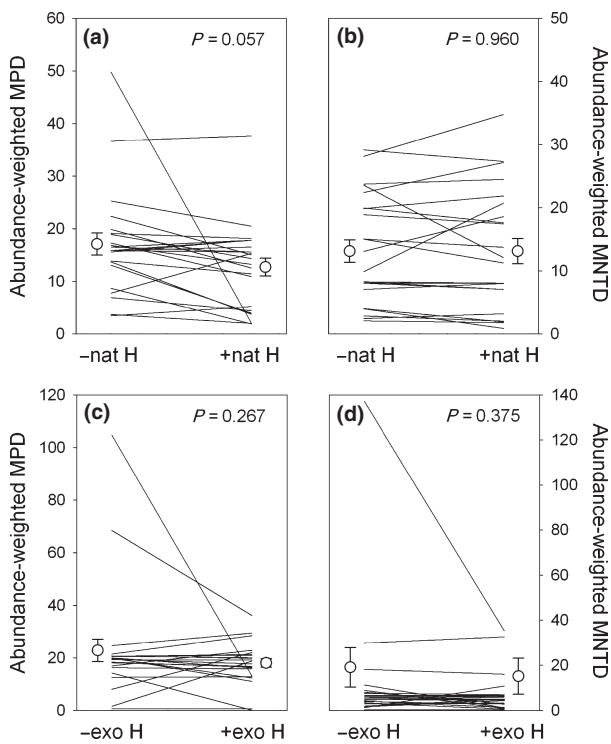 (a)
P = 0.057
Abundance-weighted MPD
60
50
40
30
20
10
0
–nat H
+nat H
(b)
P = 0.960
Abundance-weighted MNTD
50
40
30
20
10
0
–nat H
+nat H
(c)
P = 0.267
Abundance-weighted MPD
120
100
80
60
40
20
0
–exo H
+exo H
(d)
P = 0.375
Abundance-weighted MNTD
140
120
100
80
60
40
20
0
–exo H
+exo H